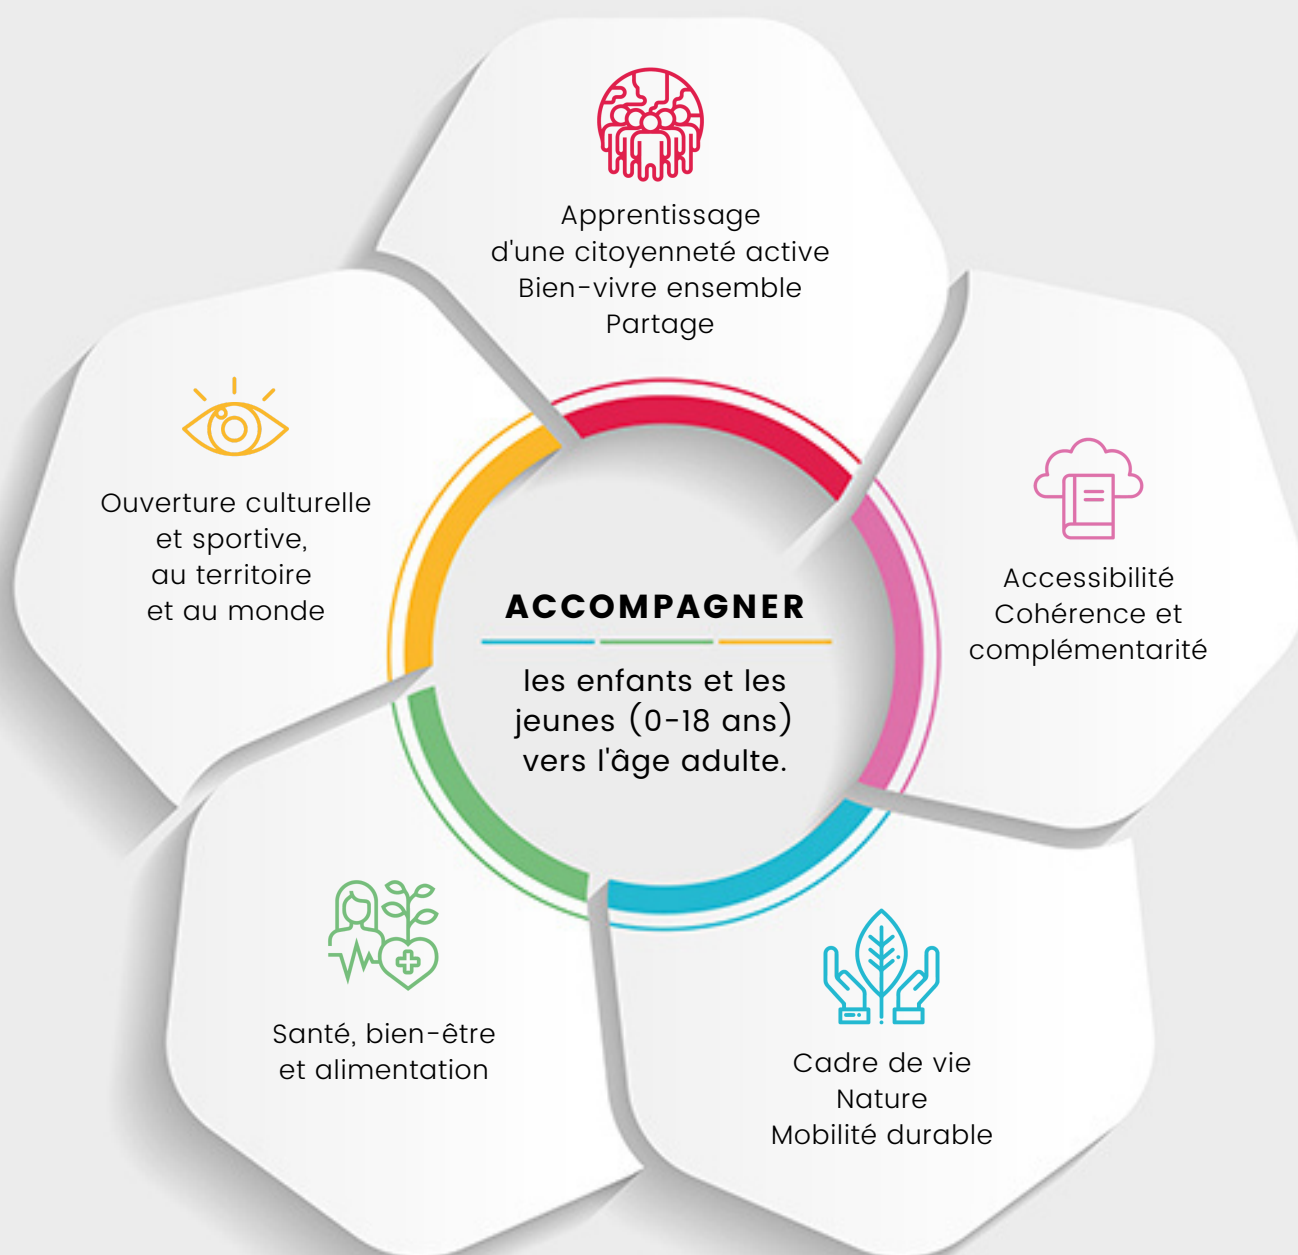 Apprentissage
d'une citoyenneté active
Bien-vivre ensemble
Partage
Ouverture culturelle
et sportive,
au territoire
et au monde
Accessibilité
Cohérence et
complémentarité
ACCOMPAGNER
les enfants et les
jeunes (0-18 ans)
vers l'âge adulte.
Santé, bien-être
et alimentation
Cadre de vie
Nature
Mobilité durable